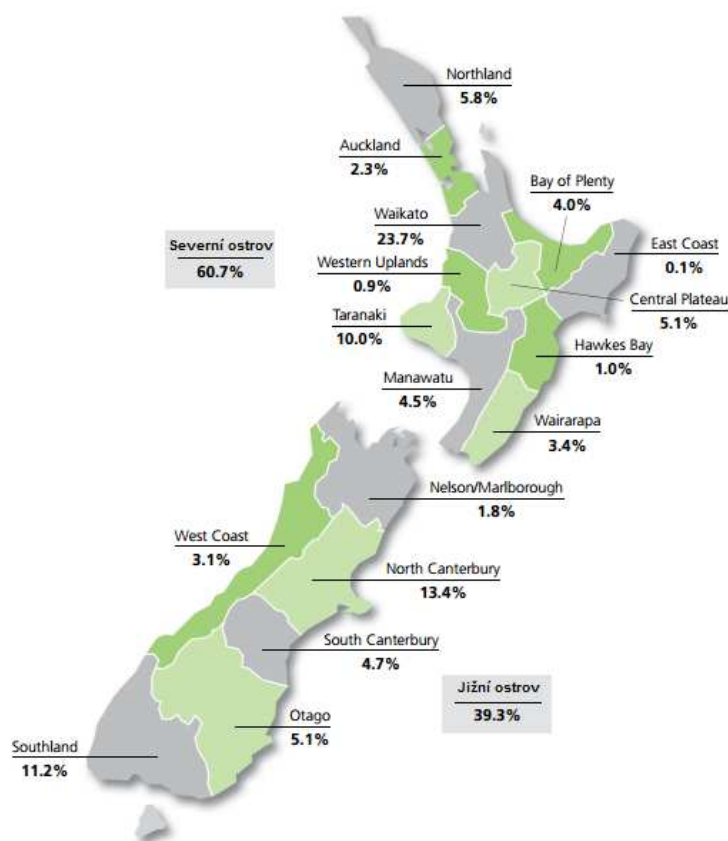 Northland
5.8%
Auckland
2.3%
Bay of Plenty
4.0%
Waikato
23.7%
East Coast
0.1%
Severní ostrov
60.7%
Western Uplands
0.9%
Central Plateau
5.1%
Taranaki
10.0%
Hawkes Bay
1.0%
Manawatu
4.5%
Wairarapa
3.4%
Nelson/Marlborough
1.8%
West Coast
3.1%
North Canterbury
13.4%
South Canterbury
4.7%
Jižní ostrov
39.3%
Otago
5.1%
Southland
11.2%